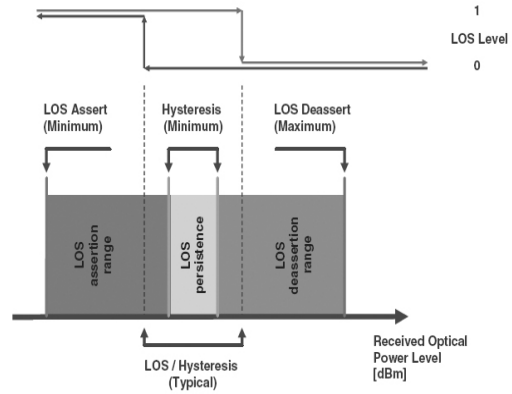 1
LOS Level
0
LOS Assert
(Minimum)
Hysteresis
(Minimum)
LOS Deassert
(Maximum)
LOS
assertion
range
LOS
persistence
LOS
deassertion
range
LOS / Hysteresis
(Typical)
Received Optical
Power Level
[dBm]